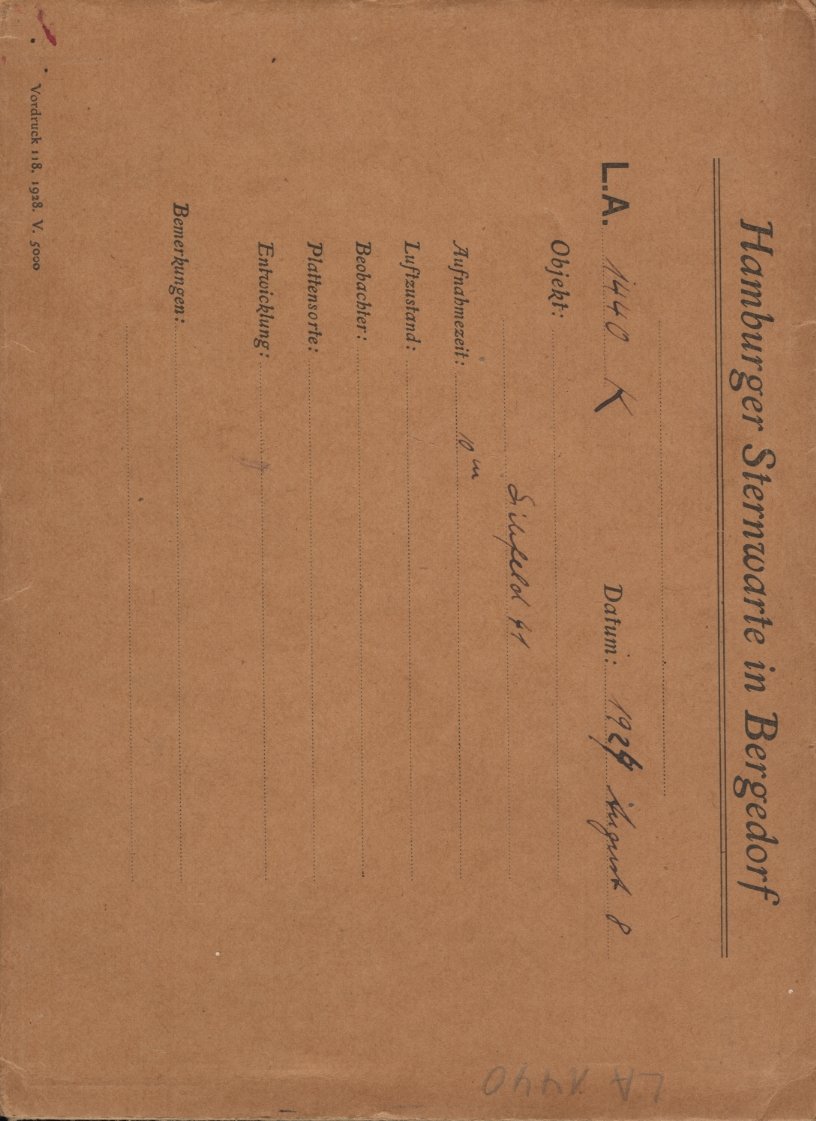 Hamburger Sternwarte in Bergedorf
L.A. 1440 K Datum: 1929 August 8
Objekt:
Eichfeld 41
Aufnahmezeit: 10 m
Luftzustand:
Beobachter:
Plattensorte:
Entwicklung:
Bemerkungen:
Vordruck 118. 1928. V. 5000
LA 1440